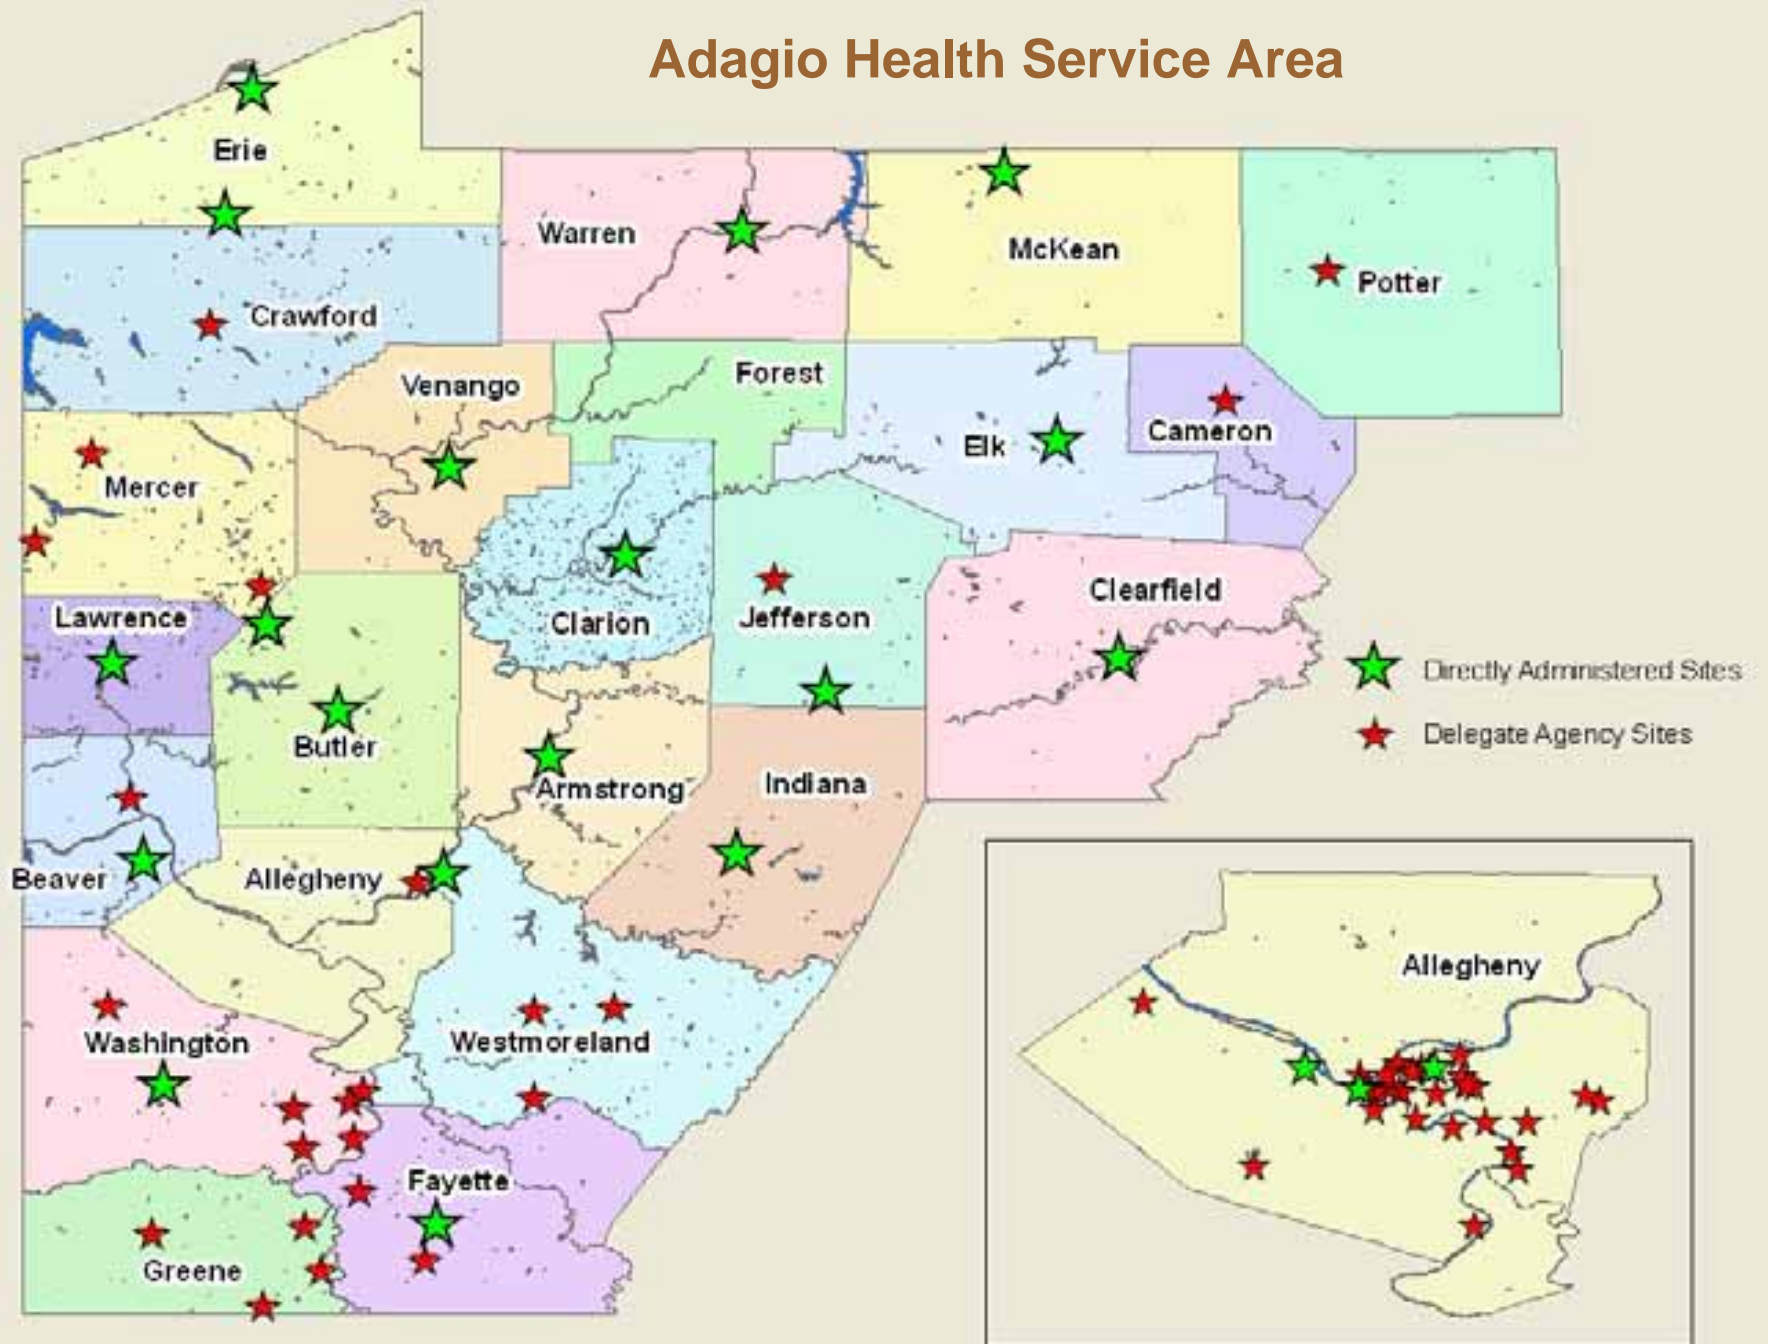 Adagio Health Service Area
Erie
Warren
McKean
Potter
Crawford
Venango
Forest
Elk
Cameron
Mercer
Clarion
Jefferson
Clearfield
Lawrence
Directly Administered Sites
Delegate Agency Sites
Butler
Armstrong
Indiana
Beaver
Allegheny
Allegheny
Washington
Westmoreland
Fayette
Greene